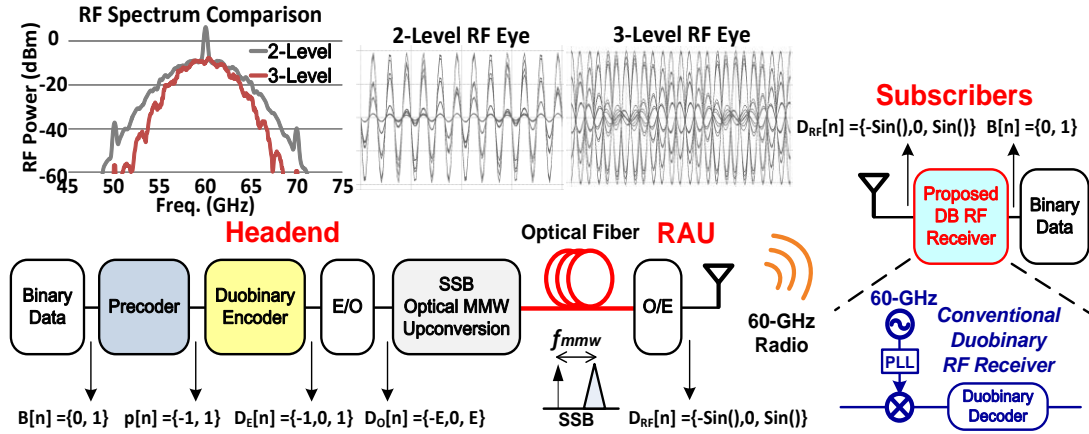 RF Spectrum Comparison
RF Power (dBm)
0
-20
-40
-60
2-Level
3-Level
45 50 55 60 65 70 75
Freq. (GHz)
2-Level RF Eye
3-Level RF Eye
Subscribers
D_RF[n] ={-Sin(),0, Sin()} B[n] ={0, 1}
Proposed
DB RF
Receiver
Binary
Data
Headend
Optical Fiber
RAU
Binary
Data
Precoder
Duobinary
Encoder
E/O
SSB
Optical MMW
Upconversion
O/E
60-GHz
Radio
fmmw
SSB
B[n] ={0, 1}
p[n]={-1, 1}
D_E[n] ={-1,0, 1}
D_O[n] ={-E,0, E}
D_RF[n] ={-Sin(),0, Sin()}
60-GHz
PLL
Conventional
Duobinary
RF Receiver
Duobinary
Decoder